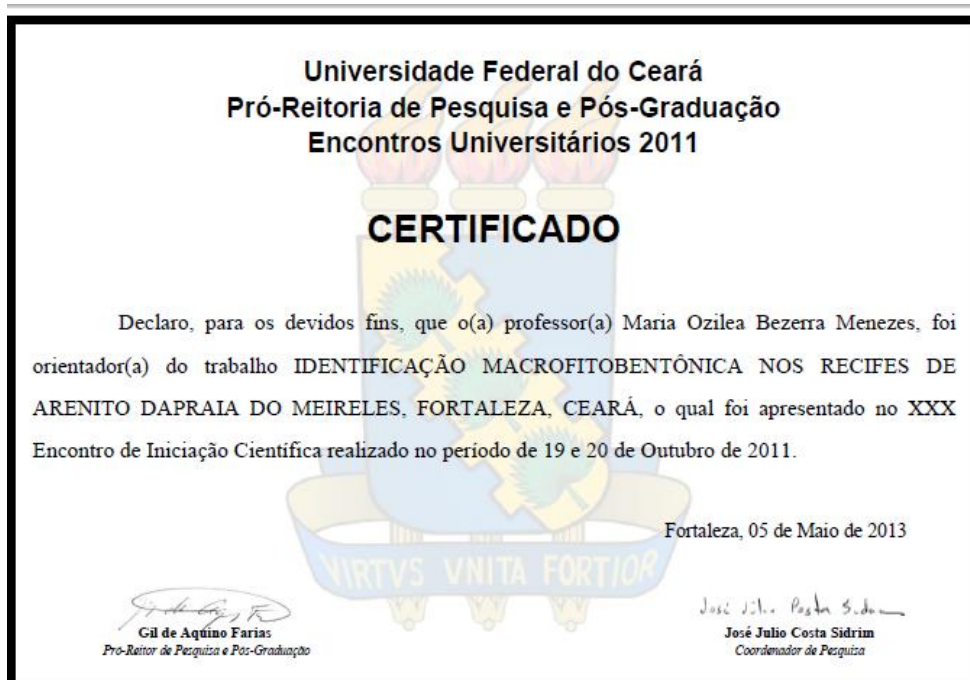 Universidade Federal do Ceará
Pró-Reitoria de Pesquisa e Pós-Graduação
Encontros Universitários 2011
CERTIFICADO
Declaro, para os devidos fins, que o(a) professor(a) Maria Ozilea Bezerra Menezes, foi
orientador(a) do trabalho IDENTIFICAÇÃO MACROFITOBENTÔNICA NOS RECIFES DE
ARENITO DAPRAIA DO MEIRELES, FORTALEZA, CEARÁ, o qual foi apresentado no XXX
Encontro de Iniciação Científica realizado no período de 19 e 20 de Outubro de 2011.
Fortaleza, 05 de Maio de 2013
VIRTVS VNITA FORTIOR
Gil de Aquino Farias
Pró-Reitor de Pesquisa e Pós-Graduação
José Julio Costa Sidrim
Coordenador de Pesquisa